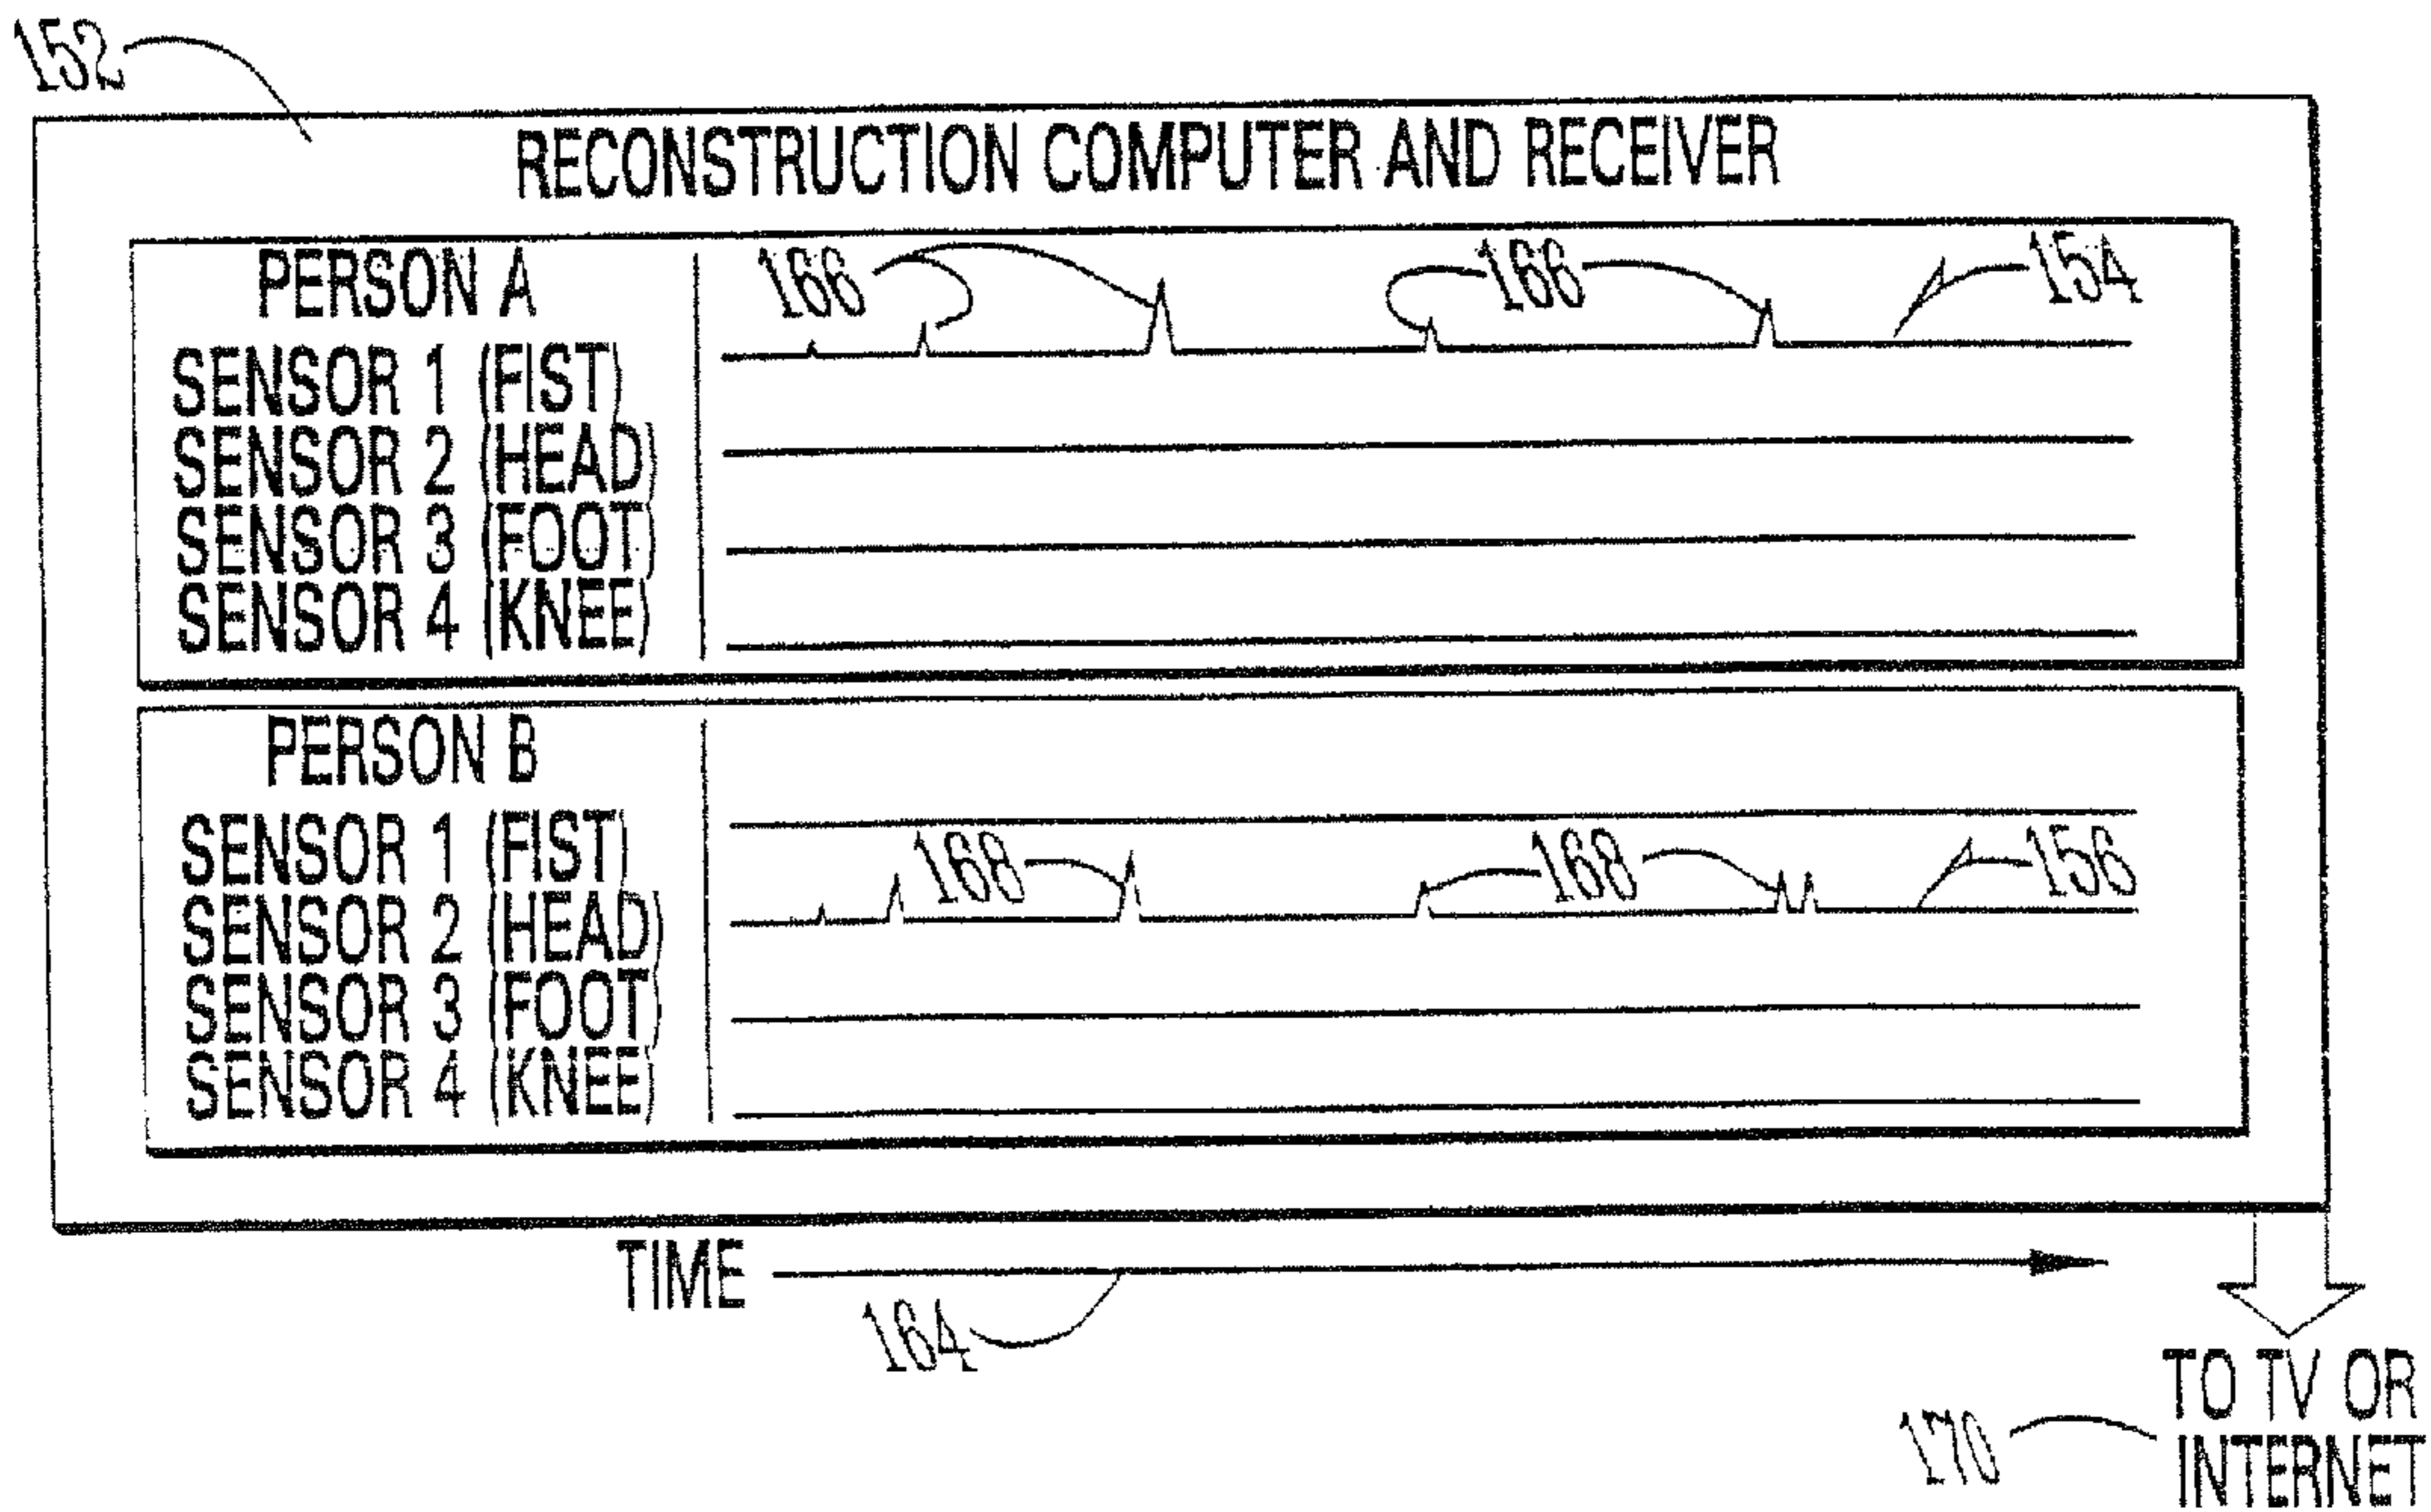 152
RECONSTRUCTION COMPUTER AND RECEIVER
PERSON A
166
166
154
SENSOR 1 (FIST)
SENSOR 2 (HEAD)
SENSOR 3 (FOOT)
SENSOR 4 (KNEE)
PERSON B
SENSOR 1 (FIST)
168
168
156
SENSOR 2 (HEAD)
SENSOR 3 (FOOT)
SENSOR 4 (KNEE)
TIME
164
TO TV OR
170
INTERNET